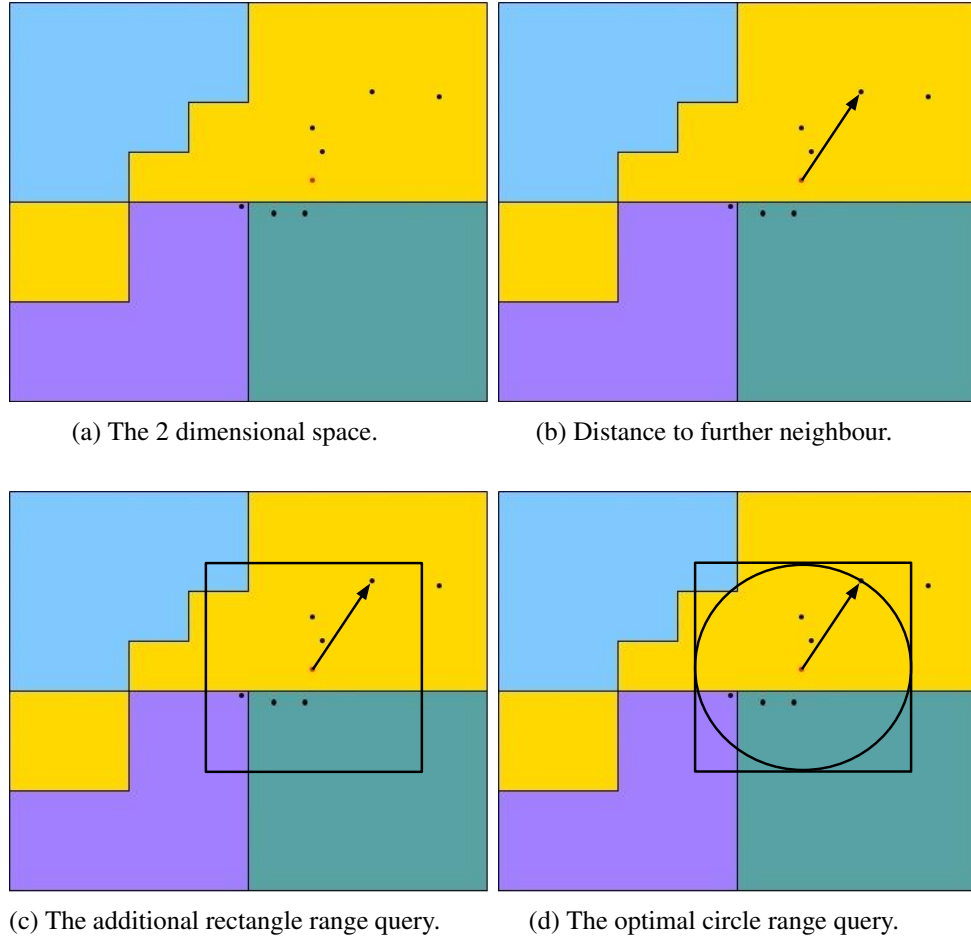 (a) The 2 dimensional space.
(b) Distance to further neighbour.
(c) The additional rectangle range query.
(d) The optimal circle range query.